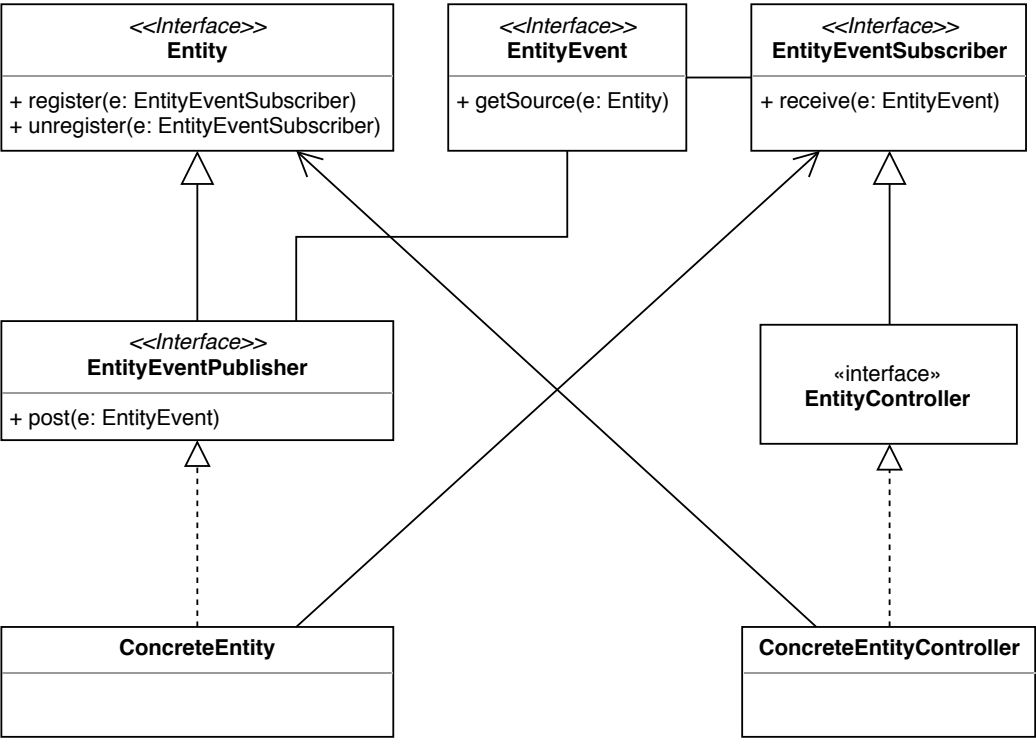 <<Interface>>
Entity
+ register(e: EntityEventSubscriber)
+ unregister(e: EntityEventSubscriber)
<<Interface>>
EntityEvent
+ getSource(e: Entity)
<<Interface>>
EntityEventSubscriber
+ receive(e: EntityEvent)
<<Interface>>
EntityEventPublisher
+ post(e: EntityEvent)
«interface»
EntityController
ConcreteEntity
ConcreteEntityController